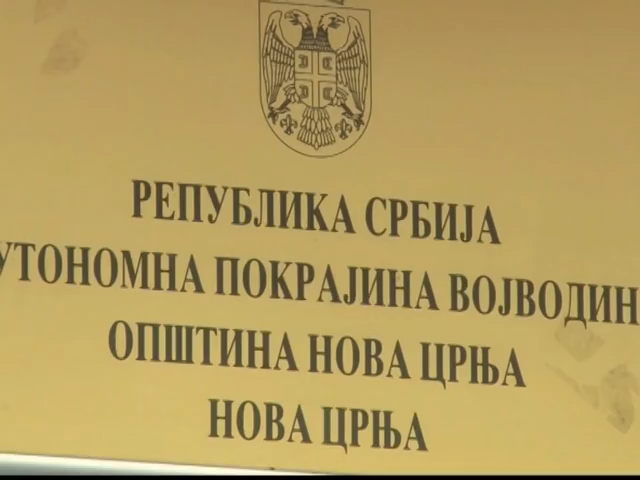 РЕПУБЛИКА СРБИЈА
УТОНОМНА ПОКРАЈИНА ВОЈВОДИН
ОПШТИНА НОВА ЦРЊА
НОВА ЦРЊА